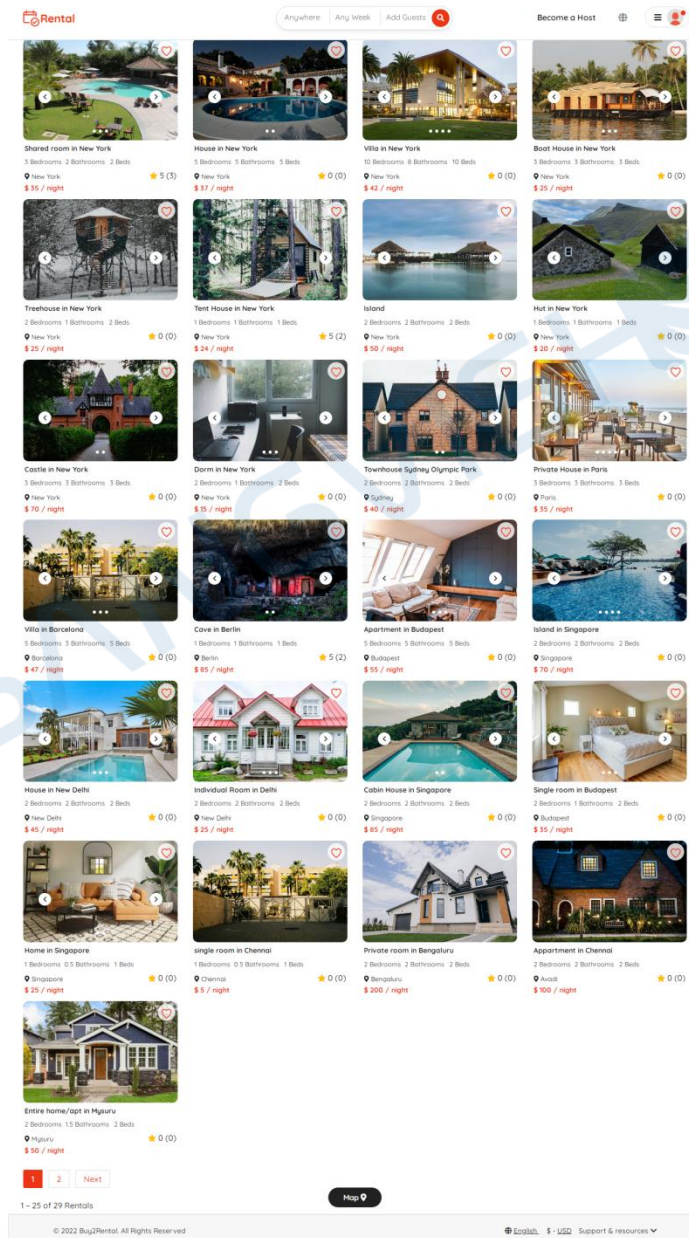 Rental
Anywhere Any Week Add Guests
Become a Host
Shared room in New York
3 Bedrooms 2 Bathrooms 2 Beds
New York 5 (3)
$ 35 / night
House in New York
5 Bedrooms 5 Bathrooms 5 Beds
New York 0 (0)
$ 37 / night
Villa in New York
10 Bedrooms 8 Bathrooms 10 Beds
New York 0 (0)
$ 42 / night
Boat House in New York
3 Bedrooms 3 Bathrooms 3 Beds
New York 0 (0)
$ 25 / night
Treehouse in New York
2 Bedrooms 1 Bathrooms 2 Beds
New York 0 (0)
$ 25 / night
Tent House in New York
1 Bedrooms 1 Bathrooms 1 Beds
New York 5 (2)
$ 24 / night
Island
2 Bedrooms 2 Bathrooms 2 Beds
New York 0 (0)
$ 50 / night
Hut in New York
1 Bedrooms 1 Bathrooms 1 Beds
New York 0 (0)
$ 20 / night
Castle in New York
3 Bedrooms 3 Bathrooms 3 Beds
New York 0 (0)
$ 70 / night
Dorm in New York
2 Bedrooms 1 Bathrooms 2 Beds
New York 0 (0)
$ 15 / night
Townhouse Sydney Olympic Park
2 Bedrooms 2 Bathrooms 2 Beds
Sydney 0 (0)
$ 40 / night
Private House in Paris
3 Bedrooms 3 Bathrooms 3 Beds
Paris 0 (0)
$ 35 / night
Villa in Barcelona
5 Bedrooms 3 Bathrooms 5 Beds
Barcelona 0 (0)
$ 47 / night
Cave in Berlin
1 Bedrooms 1 Bathrooms 1 Beds
Berlin 5 (2)
$ 85 / night
Apartment in Budapest
5 Bedrooms 5 Bathrooms 5 Beds
Budapest 0 (0)
$ 55 / night
Island in Singapore
2 Bedrooms 2 Bathrooms 2 Beds
Singapore 0 (0)
$ 70 / night
House in New Delhi
2 Bedrooms 2 Bathrooms 2 Beds
New Delhi 0 (0)
$ 45 / night
Individual Room in Delhi
2 Bedrooms 2 Bathrooms 2 Beds
New Delhi 0 (0)
$ 25 / night
Cabin House in Singapore
2 Bedrooms 2 Bathrooms 2 Beds
Singapore 0 (0)
$ 65 / night
Single room in Budapest
2 Bedrooms 1 Bathrooms 2 Beds
Budapest 0 (0)
$ 35 / night
Home in Singapore
1 Bedrooms 0.5 Bathrooms 1 Beds
Singapore 0 (0)
$ 25 / night
single room in Chennai
1 Bedrooms 0.5 Bathrooms 1 Beds
Chennai 0 (0)
$ 5 / night
Private room in Bengaluru
2 Bedrooms 2 Bathrooms 2 Beds
Bengaluru 0 (0)
$ 200 / night
Appartment in Chennai
2 Bedrooms 2 Bathrooms 2 Beds
Avadi 0 (0)
$ 100 / night
Entire home/apt in Mysuru
2 Bedrooms 1.5 Bathrooms 2 Beds
Mysuru 0 (0)
$ 50 / night
1 2 Next
Map
1 – 25 of 29 Rentals
© 2022 Buy2Rental. All Rights Reserved
English $ - USD Support & resources